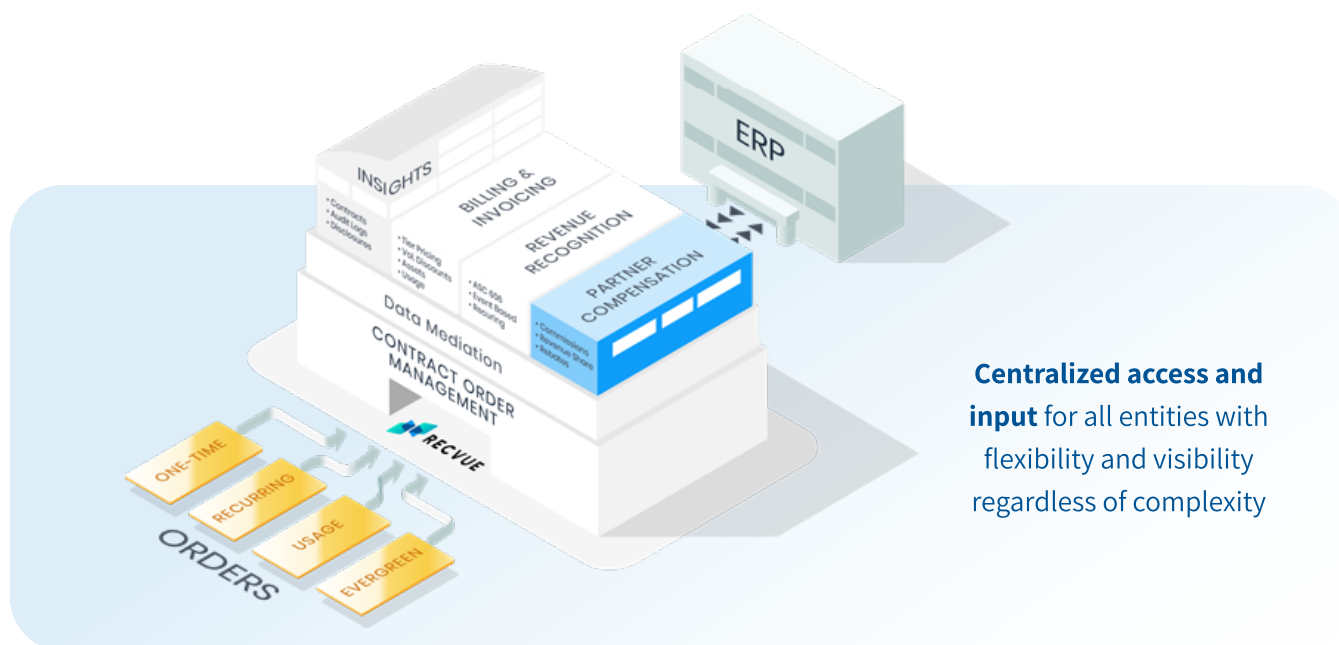 ERP
INSIGHTS
• Contracts
• Audit Logs
• Disclosures
BILLING &
INVOICING
• Tier Pricing
• Vol. Discounts
• Assets
• Usage
REVENUE
RECOGNITION
• ASC 606
• Event Based
• Recuring
PARTNER
COMPENSATION
• Commissions
• Revenue Share
• Rebates
Data Mediation
CONTRACT ORDER
MANAGEMENT
RECVUE
ONE-TIME
RECURRING
USAGE
EVERGREEN
ORDERS
Centralized access and
input for all entities with
flexibility and visibility
regardless of complexity